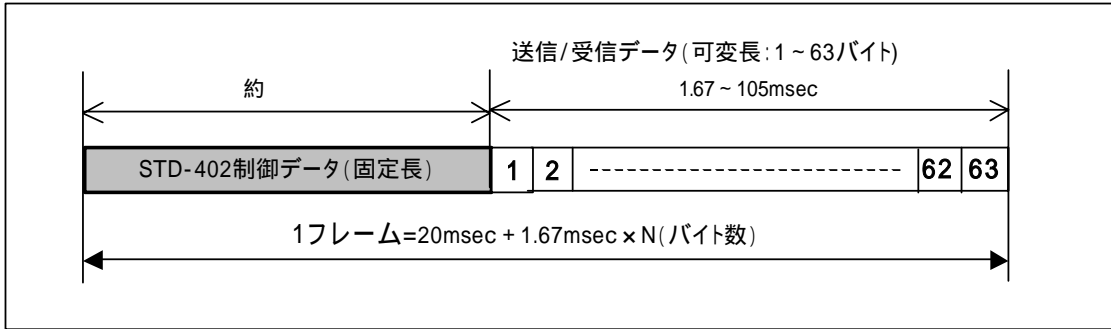 送信/受信データ(可変長:1~63バイト)
約
1.67~105msec
STD-402制御データ(固定長)
1 2 62 63
1フレーム=20msec+1.67msec×N(バイト数)